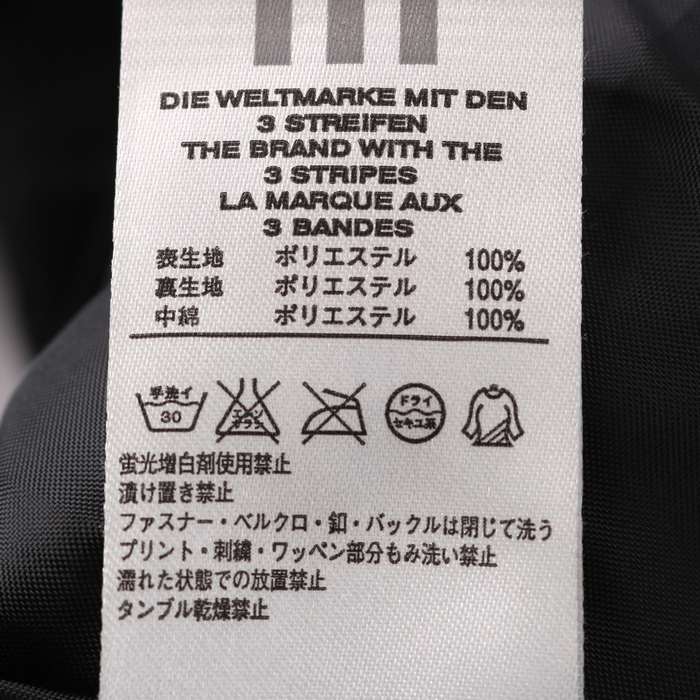 DIE WELTMARKE MIT DEN
3 STREIFEN
THE BRAND WITH THE
3 STRIPES
LA MARQUE AUX
3 BANDES
表生地 ポリエステル 100%
裏生地 ポリエステル 100%
中綿 ポリエステル 100%
手洗イ 30 エンソサラシ ドライ セキユ系
蛍光増白剤使用禁止
漬け置き禁止
ファスナー・ベルクロ・釦・バックルは閉じて洗う
プリント・刺繍・ワッペン部分もみ洗い禁止
濡れた状態での放置禁止
タンブル乾燥禁止